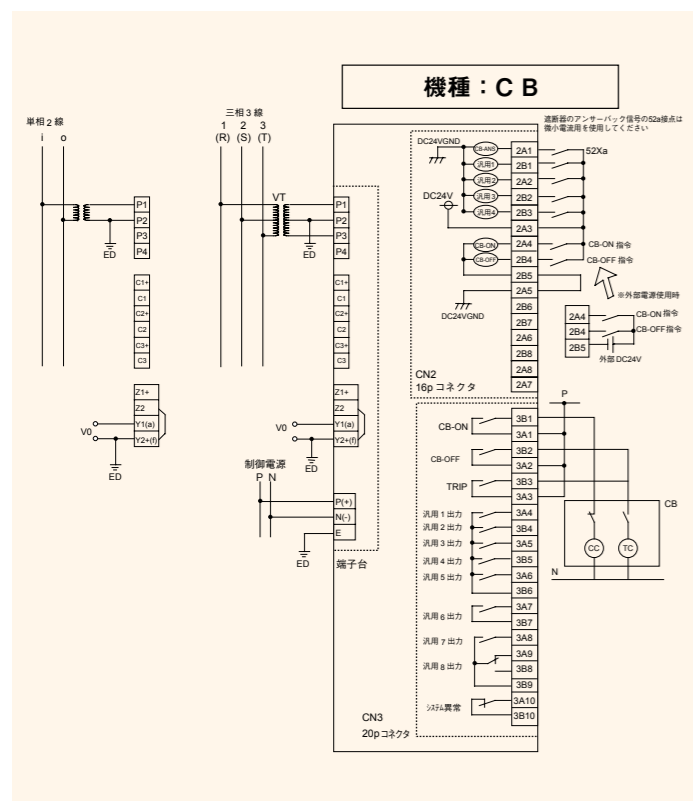 機種：CB
単相2線
i o
三相3線
1 2 3
(R) (S) (T)
VT
P1
P2
P3
P4
ED
C1+
C1
C2+
C2
C3+
C3
Z1+
Z2
Y1(a)
Y2+(f)
V0
ED
P1
P2
P3
P4
ED
C1+
C1
C2+
C2
C3+
C3
Z1+
Z2
Y1(a)
Y2+(f)
V0
ED
制御電源
P N
P(+)
N(-)
E
ED
端子台
遮断器のアンサーバック信号の52a接点は
微小電流用を使用してください
DC24VGND
CB-ANS
汎用1
汎用2
汎用3
汎用4
DC24V
CB-ON
CB-OFF
DC24VGND
2A1
2B1
2A2
2B2
2B3
2A3
2A4
2B4
2B5
2A5
2B6
2B7
2A6
2B8
2A8
2A7
52Xa
CB-ON 指令
CB-OFF 指令
※外部電源使用時
2A4
2B4
2B5
CB-ON 指令
CB-OFF 指令
外部 DC24V
CN2
16p コネクタ
CB-ON
CB-OFF
TRIP
汎用 1 出力
汎用 2 出力
汎用 3 出力
汎用 4 出力
汎用 5 出力
汎用 6 出力
汎用 7 出力
汎用 8 出力
システム異常
3B1
3A1
3B2
3A2
3B3
3A3
3A4
3B4
3A5
3B5
3A6
3B6
3A7
3B7
3A8
3A9
3B8
3B9
3A10
3B10
P
CB
CC
TC
N
CN3
20p コネクタ